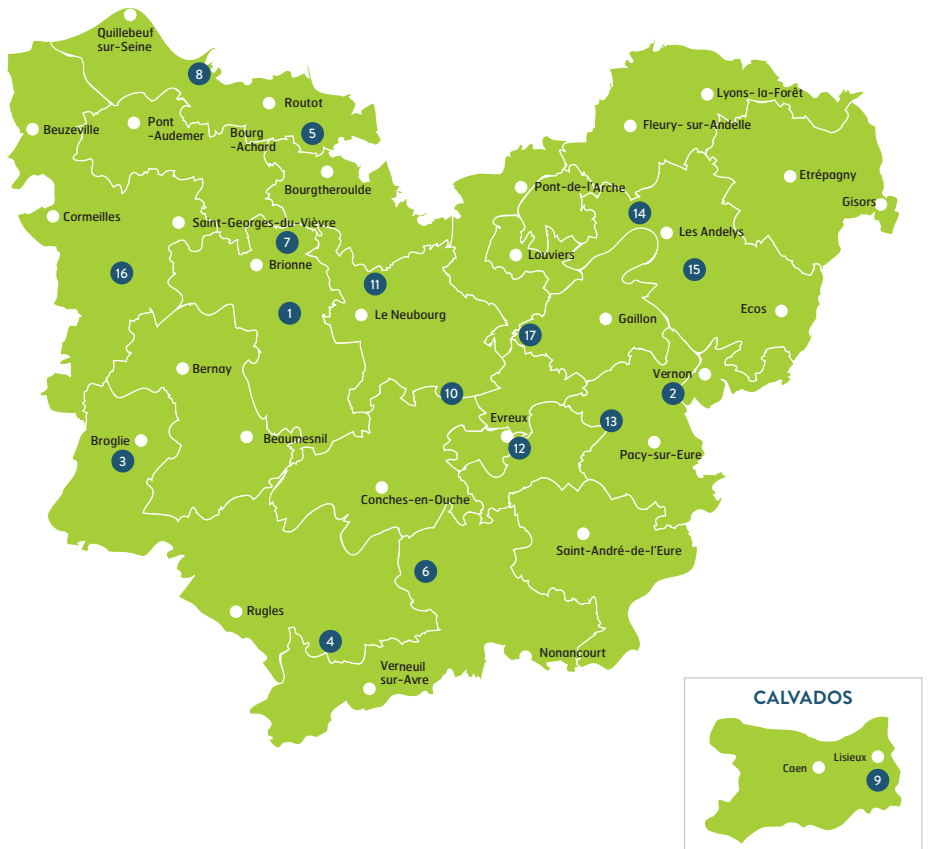 Quillebeuf
sur-Seine
8
Lyons- la-Forêt
Routot
Beuzeville
Pont
-Audemer
Bourg
-Achard
5
Fleury- sur-Andelle
Bourgtheroulde
Etrépagny
Pont-de-l'Arche
Gisors
Cormeilles
Saint-Georges-du-Vièvre
14
7
Les Andelys
Louviers
Brionne
16
15
11
1
Le Neubourg
Gaillon
Ecos
17
Bernay
Vernon
10
2
Evreux
13
Broglie
Beaumesnil
12
Pacy-sur-Eure
3
Conches-en-Ouche
Saint-André-de-l'Eure
6
Rugles
4
Nonancourt
Verneuil
sur-Avre
CALVADOS
Lisieux
Caen
9